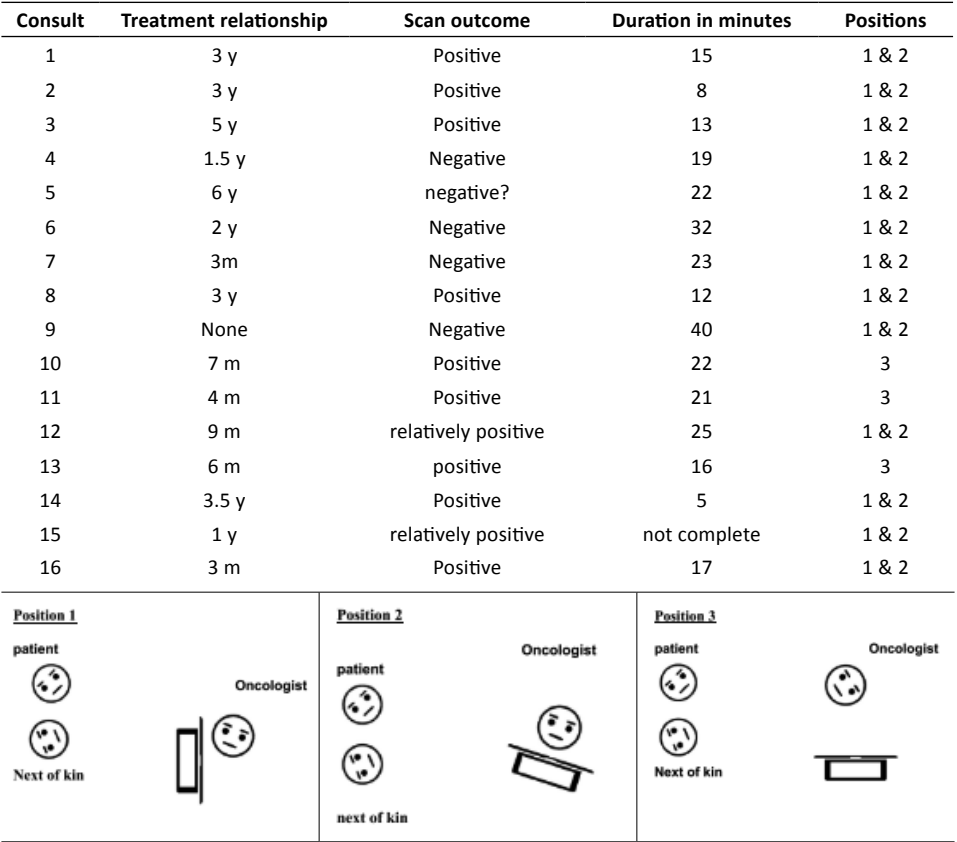 Consult Treatment relationship Scan outcome Duration in minutes Positions
1 3 y Positive 15 1 & 2
2 3 y Positive 8 1 & 2
3 5 y Positive 13 1 & 2
4 1.5 y Negative 19 1 & 2
5 6 y negative? 22 1 & 2
6 2 y Negative 32 1 & 2
7 3m Negative 23 1 & 2
8 3 y Positive 12 1 & 2
9 None Negative 40 1 & 2
10 7 m Positive 22 3
11 4 m Positive 21 3
12 9 m relatively positive 25 1 & 2
13 6 m positive 16 3
14 3.5 y Positive 5 1 & 2
15 1 y relatively positive not complete 1 & 2
16 3 m Positive 17 1 & 2
Position 1
patient
Oncologist
Next of kin
Position 2
Oncologist
patient
next of kin
Position 3
patient
Oncologist
Next of kin